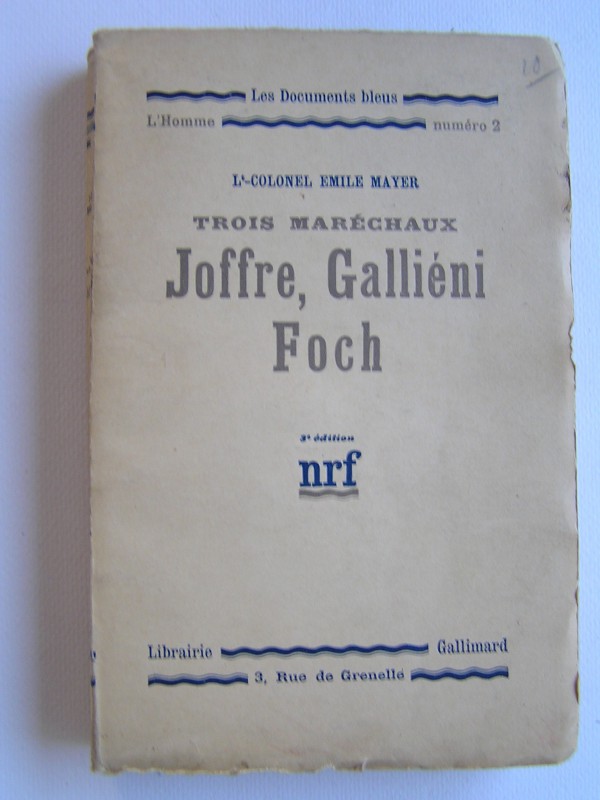 10
Les Documents bleus
L'Homme numéro 2
Lt-COLONEL EMILE MAYER
TROIS MARÉCHAUX
Joffre, Galliéni
Foch
3e édition
nrf
Librairie Gallimard
3, Rue de Grenelle